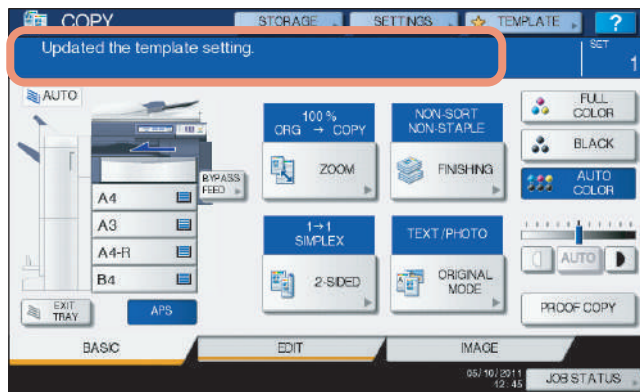 COPY
STORAGE
SETTINGS
TEMPLATE
?
Updated the template setting.
SET
1
AUTO
100 %
ORG → COPY
NON-SORT
NON-STAPLE
FULL
COLOR
BLACK
ZOOM
FINISHING
AUTO
COLOR
BYPASS
FEED
A4
A3
A4-R
B4
1→1
SIMPLEX
TEXT/PHOTO
2-SIDED
ORIGINAL
MODE
AUTO
EXIT
TRAY
APS
PROOF COPY
BASIC
EDIT
IMAGE
05/10/2011
12:45
JOB STATUS